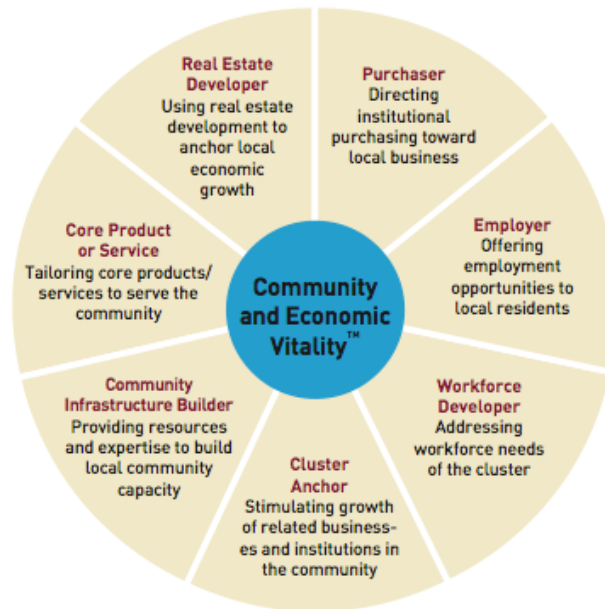 Real Estate
Developer
Using real estate
development to
anchor local
economic
growth
Purchaser
Directing
institutional
purchasing toward
local business
Employer
Offering
employment
opportunities to
local residents
Workforce
Developer
Addressing
workforce needs
of the cluster
Cluster
Anchor
Stimulating growth
of related business-
es and institutions in
the community
Community
Infrastructure Builder
Providing resources
and expertise to build
local community
capacity
Core Product
or Service
Tailoring core products/
services to serve the
community
Community
and Economic
Vitality™